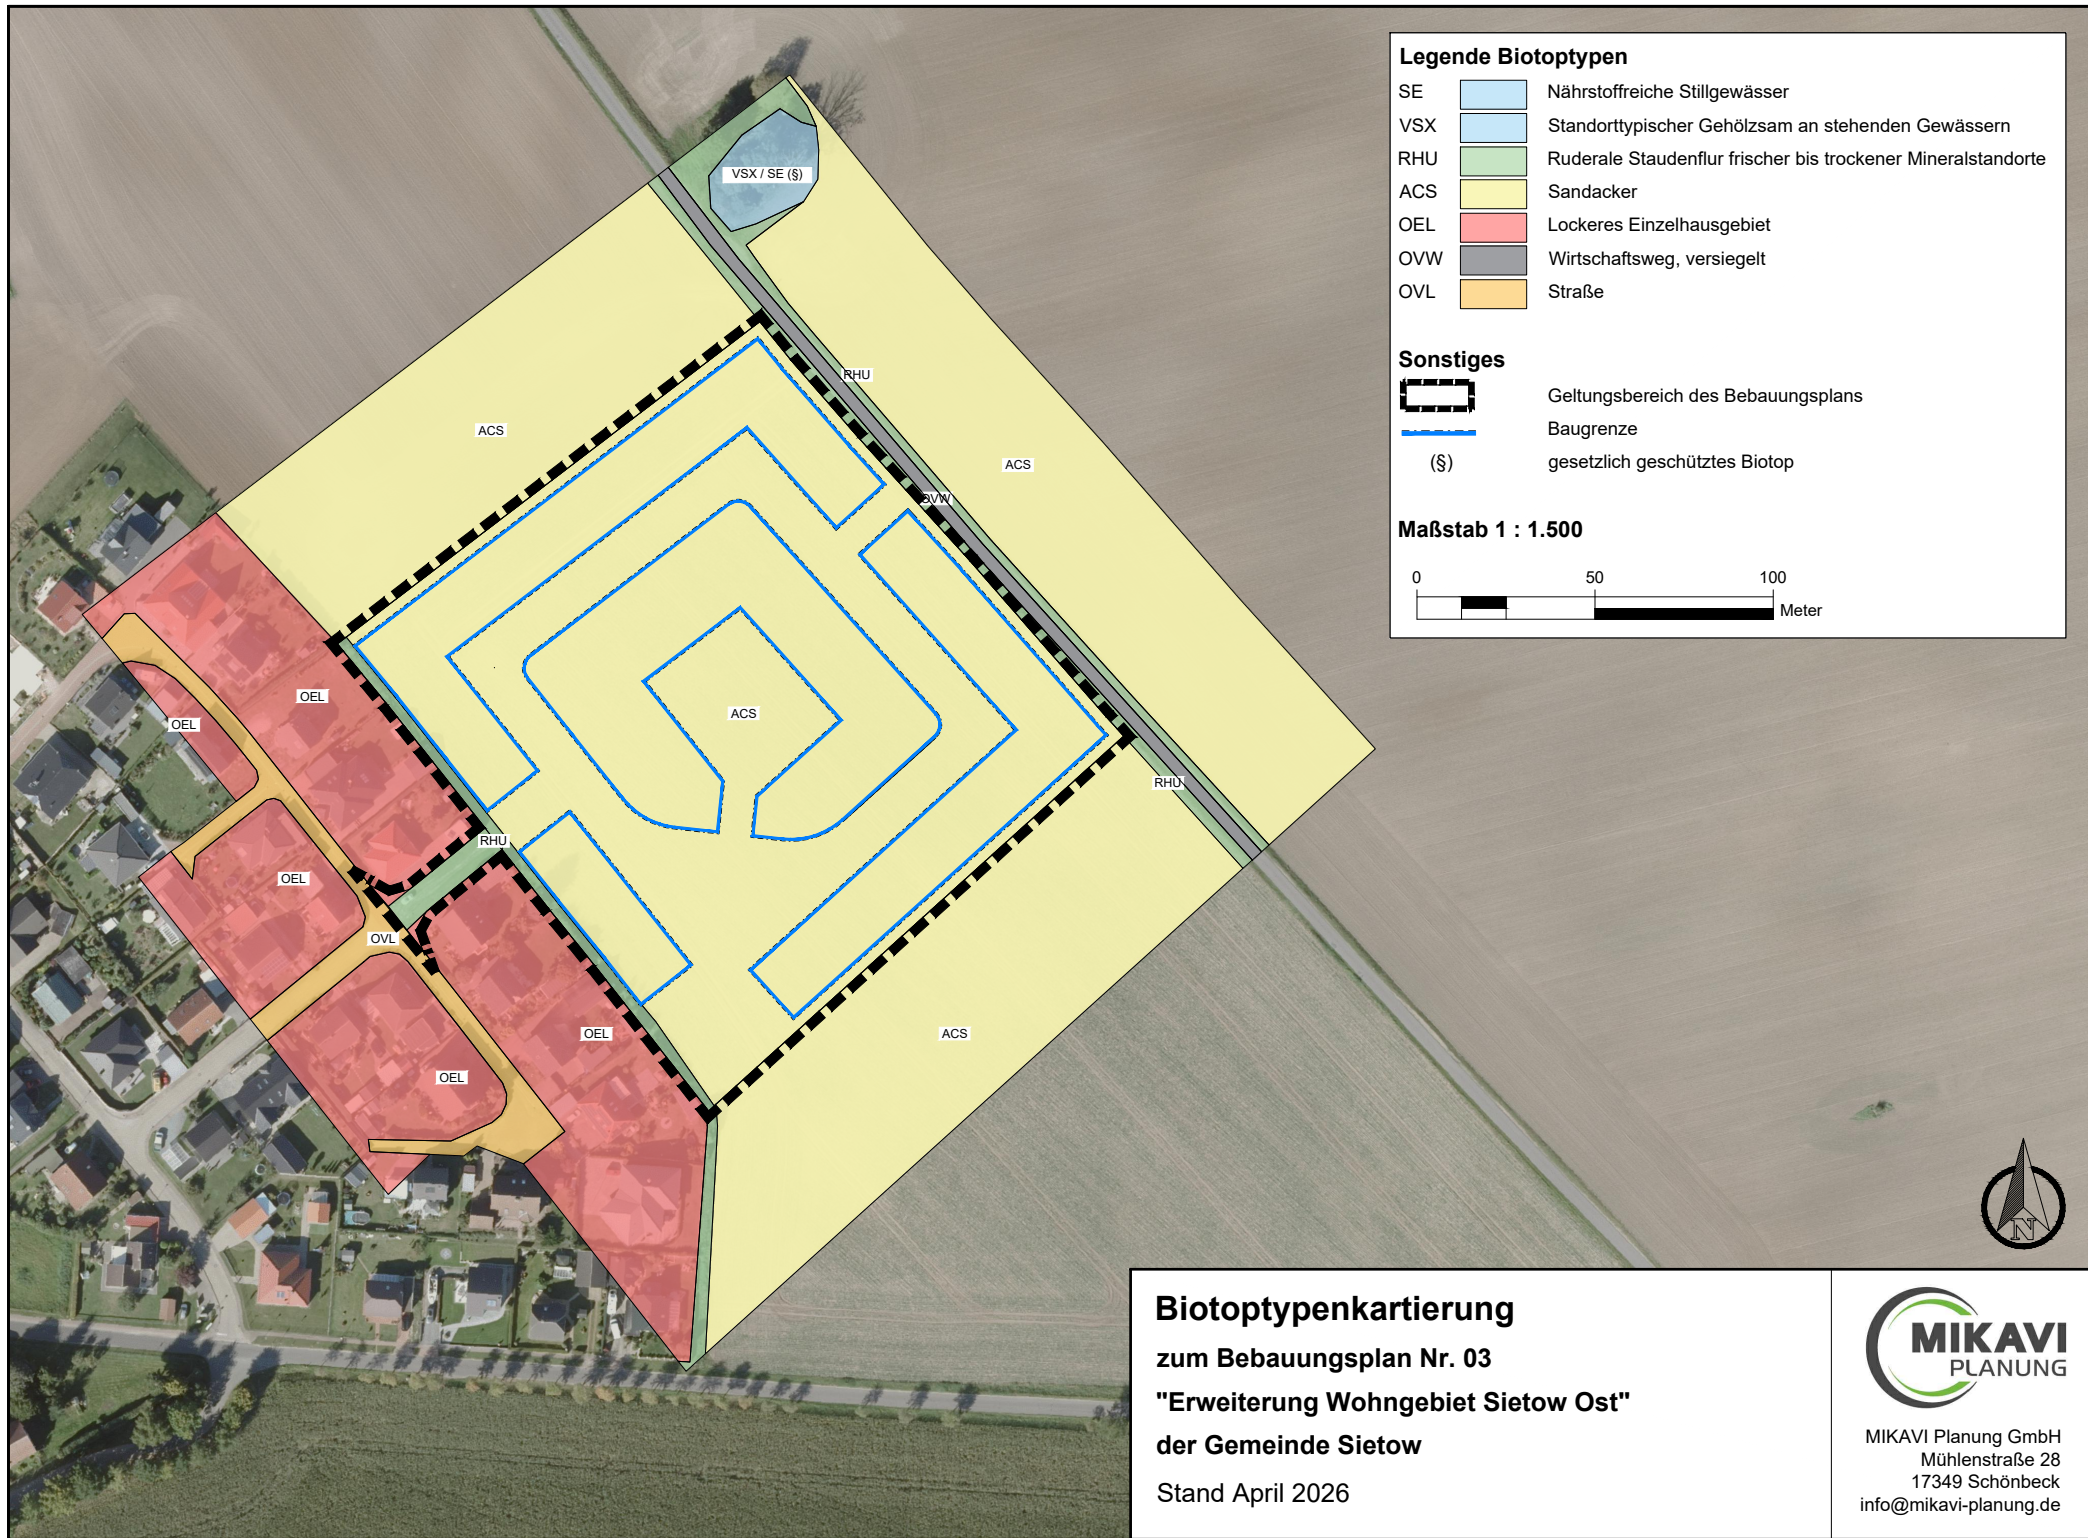 VSX / SE (§)
RHU
ACS
ACS
OVW
OEL
ACS
OEL
RHU
RHU
OEL
OVL
OEL
ACS
OEL
Legende Biotoptypen
SE Nährstoffreiche Stillgewässer
VSX Standorttypischer Gehölzsam an stehenden Gewässern
RHU Ruderale Staudenflur frischer bis trockener Mineralstandorte
ACS Sandacker
OEL Lockeres Einzelhausgebiet
OVW Wirtschaftsweg, versiegelt
OVL Straße
Sonstiges
Geltungsbereich des Bebauungsplans
Baugrenze
(§) gesetzlich geschütztes Biotop
Maßstab 1 : 1.500
0 50 100
Meter
N
Biotoptypenkartierung
zum Bebauungsplan Nr. 03
"Erweiterung Wohngebiet Sietow Ost"
der Gemeinde Sietow
Stand April 2026
MIKAVI
PLANUNG
MIKAVI Planung GmbH
Mühlenstraße 28
17349 Schönbeck
info@mikavi-planung.de